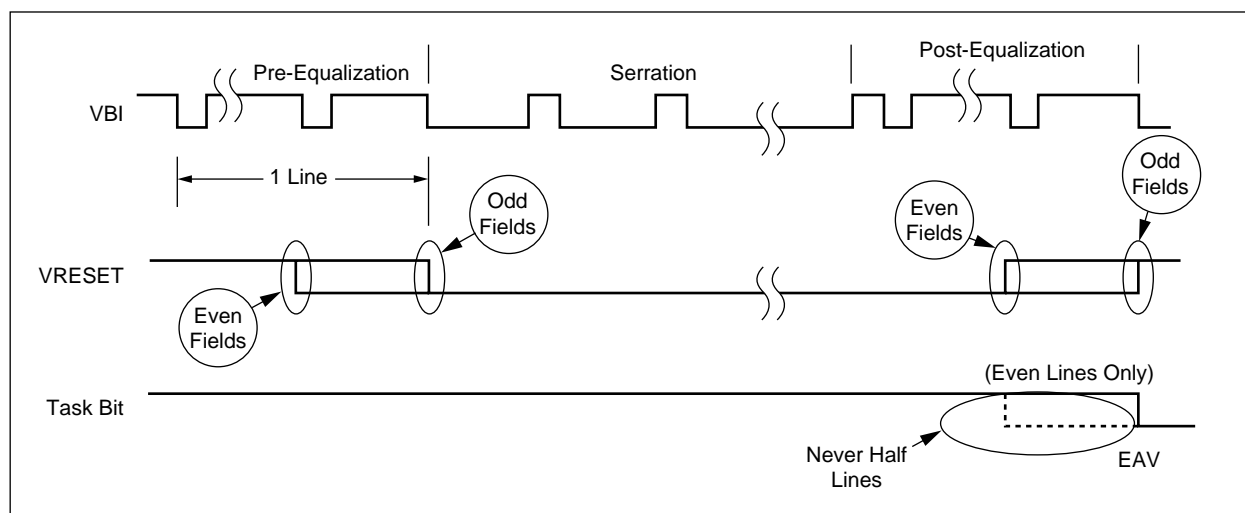 Pre-Equalization
Serration
Post-Equalization
VBI
1 Line
Odd
Fields
Even
Fields
Odd
Fields
VRESET
Even
Fields
(Even Lines Only)
Task Bit
Never Half
Lines
EAV